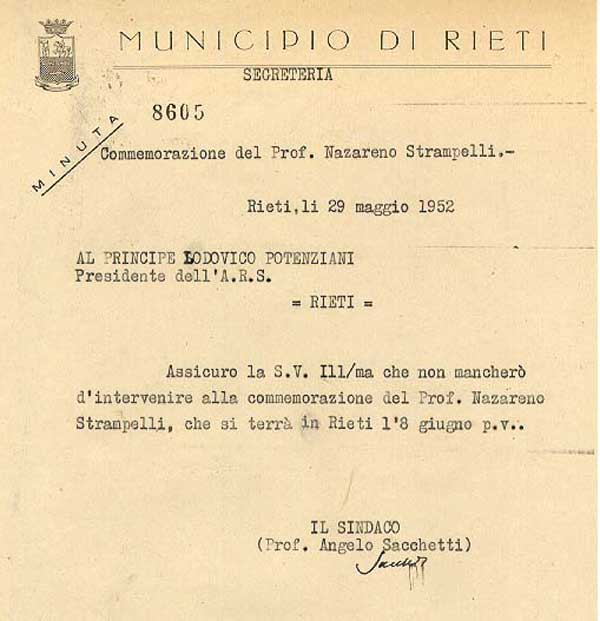 MUNICIPIO DI RIETI
SEGRETERIA
8605
MINUTA
Commemorazione del Prof. Nazareno Strampelli.-
Rieti,li 29 maggio 1952
AL PRINCIPE LODOVICO POTENZIANI
Presidente dell'A.R.S.
= RIETI =
Assicuro la S.V. Ill/ma che non mancherò
d'intervenire alla commemorazione del Prof. Nazareno
Strampelli, che si terrà in Rieti l'8 giugno p.v..
IL SINDACO
(Prof. Angelo Sacchetti)